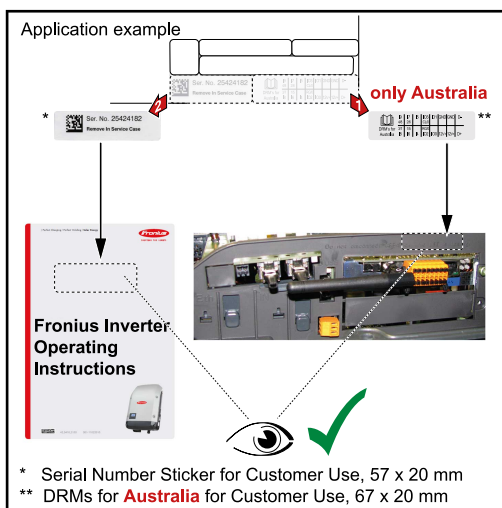 Application example
Ser. No. 25424182
Remove In Service Case
2
1
only Australia
*
Ser. No. 25424182
Remove In Service Case
**
DRMs for
Australia
Fronius
Fronius Inverter
Operating
Instructions
* Serial Number Sticker for Customer Use, 57 x 20 mm
** DRMs for Australia for Customer Use, 67 x 20 mm